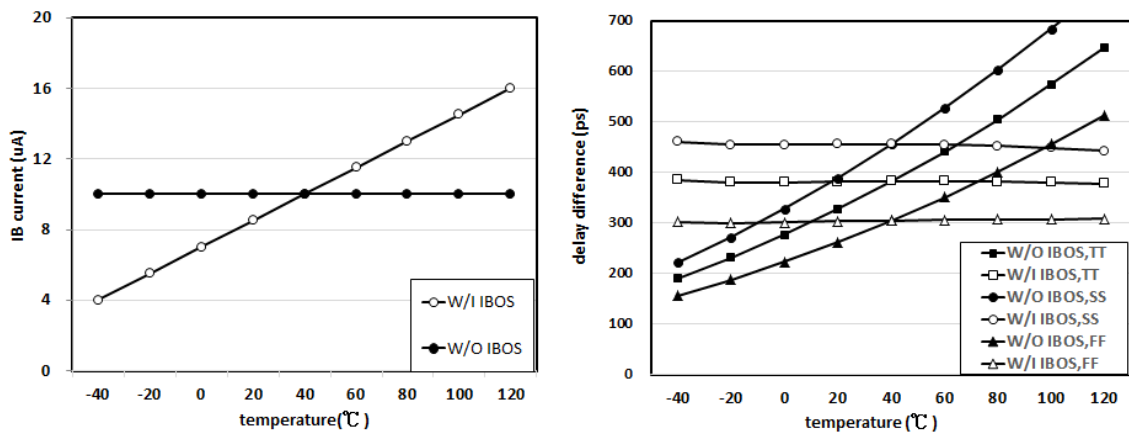 IB current (uA)
20
16
12
8
4
0
-40 -20 0 20 40 60 80 100 120
temperature(℃)
W/I IBOS
W/O IBOS
delay difference (ps)
700
600
500
400
300
200
100
0
-40 -20 0 20 40 60 80 100 120
temperature (℃)
W/O IBOS,TT
W/I IBOS,TT
W/O IBOS,SS
W/I IBOS,SS
W/O IBOS,FF
W/I IBOS,FF